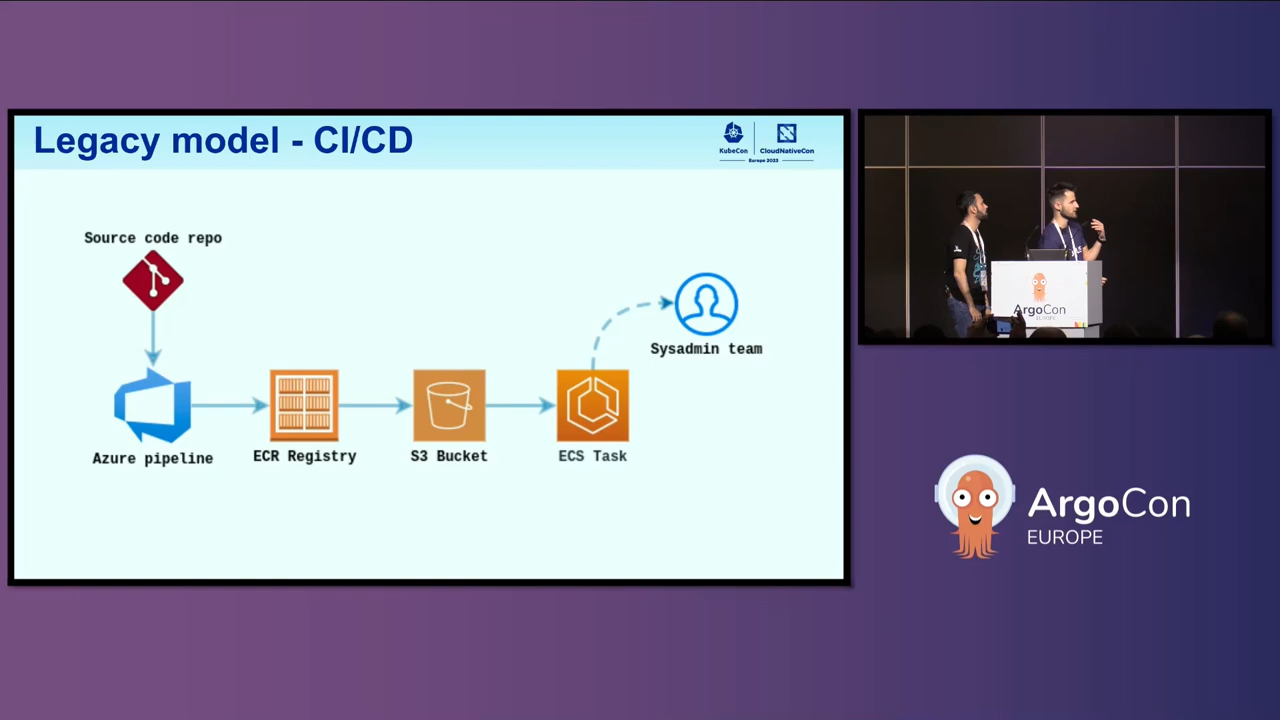 Legacy model - CI/CD
KubeCon
CloudNativeCon
Europe 2023
Source code repo
Sysadmin team
Azure pipeline
ECR Registry
S3 Bucket
ECS Task
ArgoCon
EUROPE
ArgoCon
EUROPE